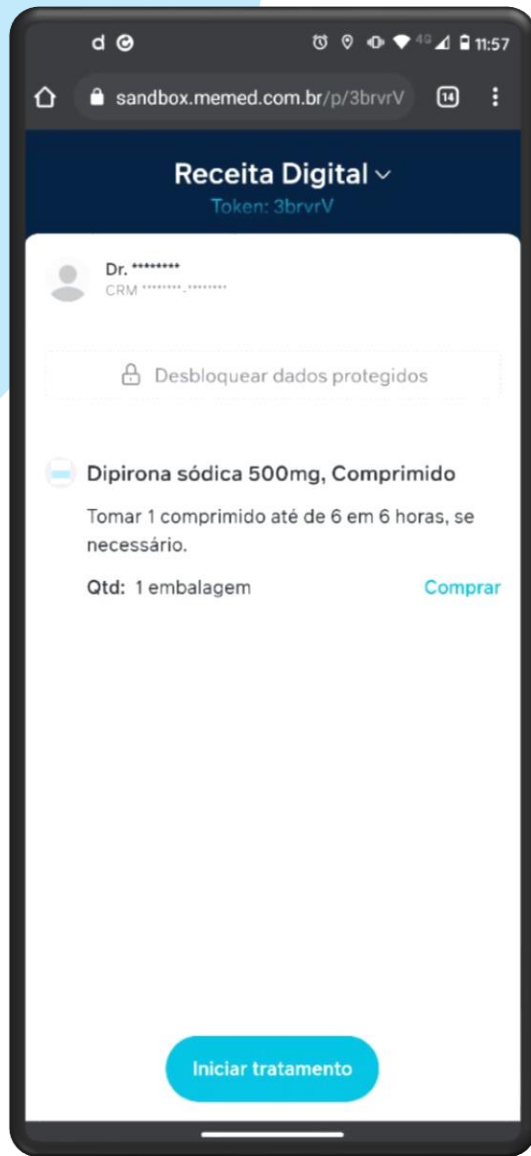 d
4G
11:57
sandbox.memed.com.br/p/3brvrV
14
Receita Digital
Token: 3brvrV
Dr. ********
CRM ********-********
Desbloquear dados protegidos
Dipirona sódica 500mg, Comprimido
Tomar 1 comprimido até de 6 em 6 horas, se
necessário.
Qtd: 1 embalagem Comprar
Iniciar tratamento